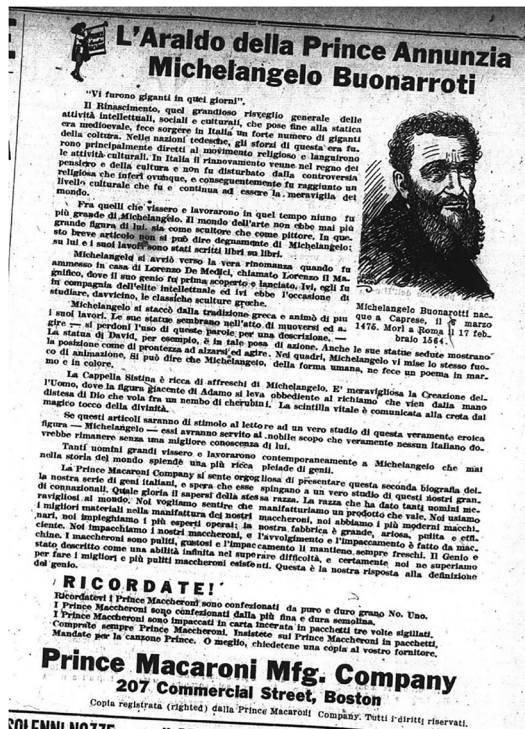 L'Araldo della Prince Annunzia
Michelangelo Buonarroti
"Vi furono giganti in quei giorni".
Il Rinascimento, quel grandioso risveglio generale delle
attività intellettuali, sociali e culturali, che pose fine alla statica
era medioevale, fece sorgere in Italia un forte numero di giganti
della coltura. Nelle nazioni tedesche, gli sforzi di questa era fu-
rono principalmente diretti al movimento religioso e languirono
le attività culturali. In Italia il rinnovamento venne nel regno del
pensiero e della cultura e non fu disturbato dalla controversia
religiosa che inferì ovunque, e conseguentemente fu raggiunto un
livello culturale che fu e continua ad essere la meraviglia del
mondo.
Fra quelli che vissero e lavorarono in quel tempo niuno fu
più grande di Michelangelo. Il mondo dell'arte non ebbe mai più
grande figura di lui, sia come scultore che come pittore. In que-
sto breve articolo non si può dire degnamente di Michelangelo;
su lui e i suoi lavori sono stati scritti libri su libri.
Michelangelo si avviò verso la vera rinomanza quando fu
ammesso in casa di Lorenzo De Medici, chiamato Lorenzo il Ma-
gnifico, dove il suo genio fu prima scoperto e lanciato. Ivi, egli fu
in compagnia dell'elite intellettuale ed ivi ebbe l'occasione di
studiare, davvicino, le classiche sculture greche.
Michelangelo Buonarotti nac-
que a Caprese, il 6 marzo
1475. Morì a Roma il 17 feb-
braio 1564.
Michelangelo si staccò dalla tradizione greca e animò di più
i suoi lavori. Le sue statue sembrano nell'atto di muoversi ed a-
gire — si perdoni l'uso di queste parole per una descrizione. —
La statua di David, per esempio, è in tale posa di azione. Anche le sue statue sedute mostrano
la posizione come di prontezza ad alzarsi ed agire. Nei quadri, Michelangelo vi mise lo stesso fuo-
co di animazione. Si può dire che Michelangelo, della forma umana, ne fece un poema in mar-
mo e in colore.
La Cappella Sistina è ricca di affreschi di Michelangelo. E' meravigliosa la Creazione del-
l'Uomo, dove la figura giacente di Adamo si leva obbediente al richiamo che vien dalla mano
distesa di Dio che vola fra un nembo di cherubini. La scintilla vitale è comunicata alla creta dal
magico tocco della divinità.
Se questi articoli saranno di stimolo al lettore ad un vero studio di questa veramente eroica
figura — Michelangelo — essi avranno servito al nobile scopo che veramente nessun italiano do-
vrebbe rimanere senza una migliore conoscenza di lui.
Tanti uomini grandi vissero e lavorarono contemporaneamente a Michelangelo che mai
nella storia del mondo splende una più ricca pleiade di genii.
La Prince Macaroni Company si sente orgogliosa di presentare questa seconda biografia del-
la nostra serie di geni italiani, e spera che esse spingano a un vero studio di questi nostri gran-
di connazionali. Quale gloria il sapersi della stessa razza. La razza che ha dato tanti uomini me-
ravigliosi al mondo. Noi vogliamo sentire che manifatturiamo un prodotto che vale. Noi usiamo
i migliori materiali nella manifattura dei nostri maccheroni, noi abbiamo i più moderni macchi-
nari, noi impieghiamo i più esperti operai; la nostra fabbrica è grande, ariosa, pulita e effi-
ciente. Noi impacchiamo i nostri maccheroni, e l'avvolgimento e l'impaccamento è fatto da mac-
chine. I maccheroni sono puliti, gustosi e l'impaccamento li mantiene sempre freschi. Il Genio è
stato descritto come una abilità infinita nel superare difficoltà, e certamente noi ne superiamo
per fare i migliori e più puliti maccheroni esistenti. Questa è la nostra risposta alla definizione
del genio.
RICORDATE!
Ricordatevi i Prince Maccheroni sono confezionati da puro e duro grano No. Uno.
I Prince Maccheroni sono confezionati dalla più fina e dura semolina.
I Prince Maccheroni sono impaccati in carta incerata in pacchetti tre volte sigillati.
Comprate sempre Prince Maccheroni. Insistete sui Prince Maccheroni in pacchetti.
Mandate per la canzone Prince. O meglio, chiedetene una copia al vostro fornitore.
Prince Macaroni Mfg. Company
207 Commercial Street, Boston
Copia registrata (righted) dalla Prince Macaroni Company. Tutti i diritti riservati.
SOLENNI NOZZE